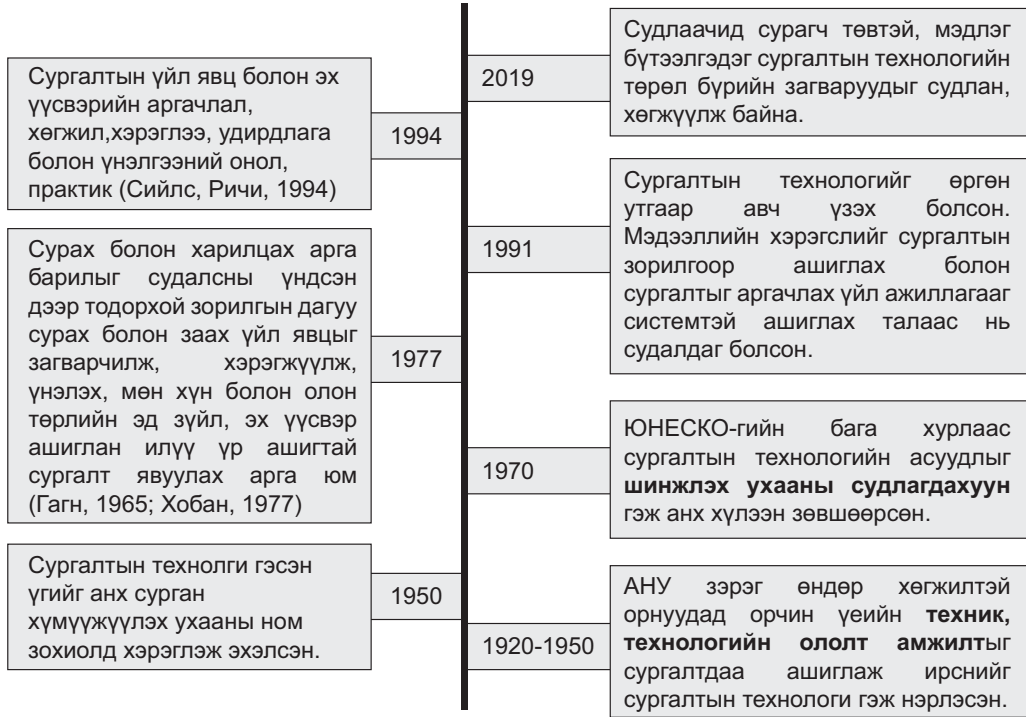 2019
Судлаачид сурагч төвтэй, мэдлэг
бүтээлгэдэг сургалтын технологийн
төрөл бүрийн загваруудыг судлан,
хөгжүүлж байна.
Сургалтын үйл явц болон эх
үүсвэрийн аргачлал,
хөгжил,хэрэглээ, удирдлага
болон үнэлгээний онол,
практик (Сийлс, Ричи, 1994)
1994
1991
Сургалтын технологийг өргөн
утгаар авч үзэх болсон.
Мэдээллийн хэрэгслийг сургалтын
зорилгоор ашиглах болон
сургалтыг аргачлах үйл ажиллагааг
системтэй ашиглах талаас нь
судалдаг болсон.
Сурах болон харилцах арга
барилыг судалсны үндсэн
дээр тодорхой зорилгын дагуу
сурах болон заах үйл явцыг
загварчилж, хэрэгжүүлж,
үнэлэх, мөн хүн болон олон
төрлийн эд зүйл, эх үүсвэр
ашиглан илүү үр ашигтай
сургалт явуулах арга юм
(Гагн, 1965; Хобан, 1977)
1977
1970
ЮНЕСКО-гийн бага хурлаас
сургалтын технологийн асуудлыг
шинжлэх ухааны судлагдахуун
гэж анх хүлээн зөвшөөрсөн.
Сургалтын технолги гэсэн
үгийг анх сурган
хүмүүжүүлэх ухааны ном
зохиолд хэрэглэж эхэлсэн.
1950
1920-1950
АНУ зэрэг өндөр хөгжилтэй
орнуудад орчин үеийн техник,
технологийн ололт амжилтыг
сургалтдаа ашиглаж ирснийг
сургалтын технологи гэж нэрлэсэн.